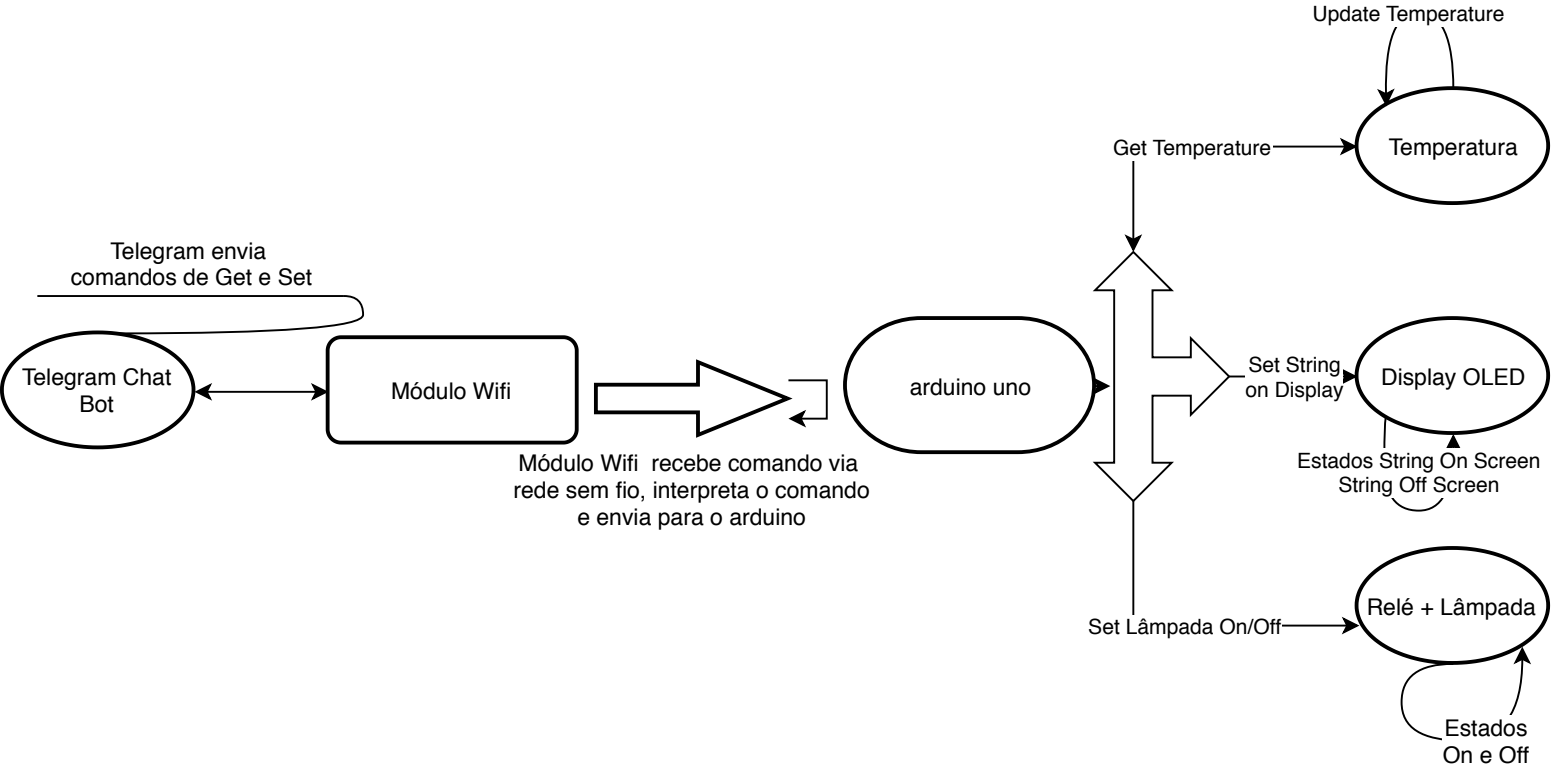 Update Temperature
Get Temperature
Temperatura
Telegram envia
comandos de Get e Set
Telegram Chat
Bot
Módulo Wifi
Módulo Wifi  recebe comando via
rede sem fio, interpreta o comando
e envia para o arduino
arduino uno
Set String
on Display
Display OLED
Estados String On Screen
String Off Screen
Set Lâmpada On/Off
Relé + Lâmpada
Estados
On e Off